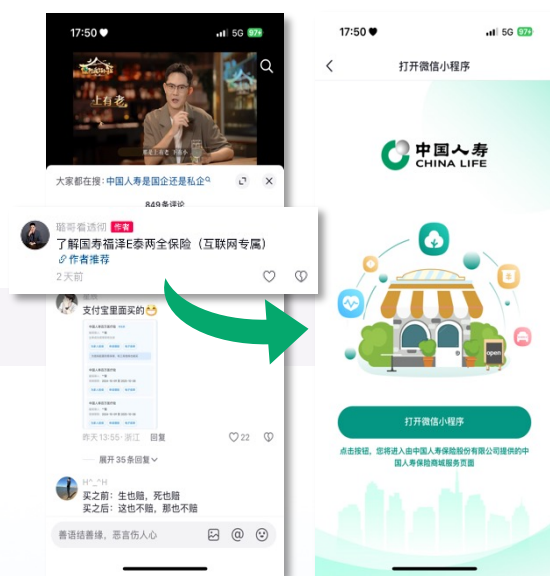 17:50
5G 97+
上有老
大家都在搜：中国人寿是国企还是私企
849条评论
璐哥看透彻 作者
了解国寿福泽E泰两全保险（互联网专属）
作者推荐
2天前
支付宝里面买的
昨天13:55·浙江 回复
22
展开35条回复
H^_^H
买之前：生也赔，死也赔
买之后：这也不赔，那也不赔
善语结善缘，恶言伤人心
17:50
5G 97+
打开微信小程序
中国人寿
CHINA LIFE
open
打开微信小程序
点击按钮，您将进入由中国人寿保险股份有限公司提供的中
国人寿保险商城服务页面